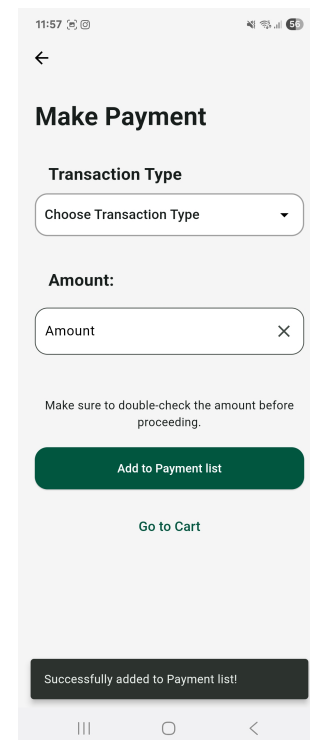 11:57
56
Make Payment
Transaction Type
Choose Transaction Type
Amount:
Amount
Make sure to double-check the amount before
proceeding.
Add to Payment list
Go to Cart
Successfully added to Payment list!